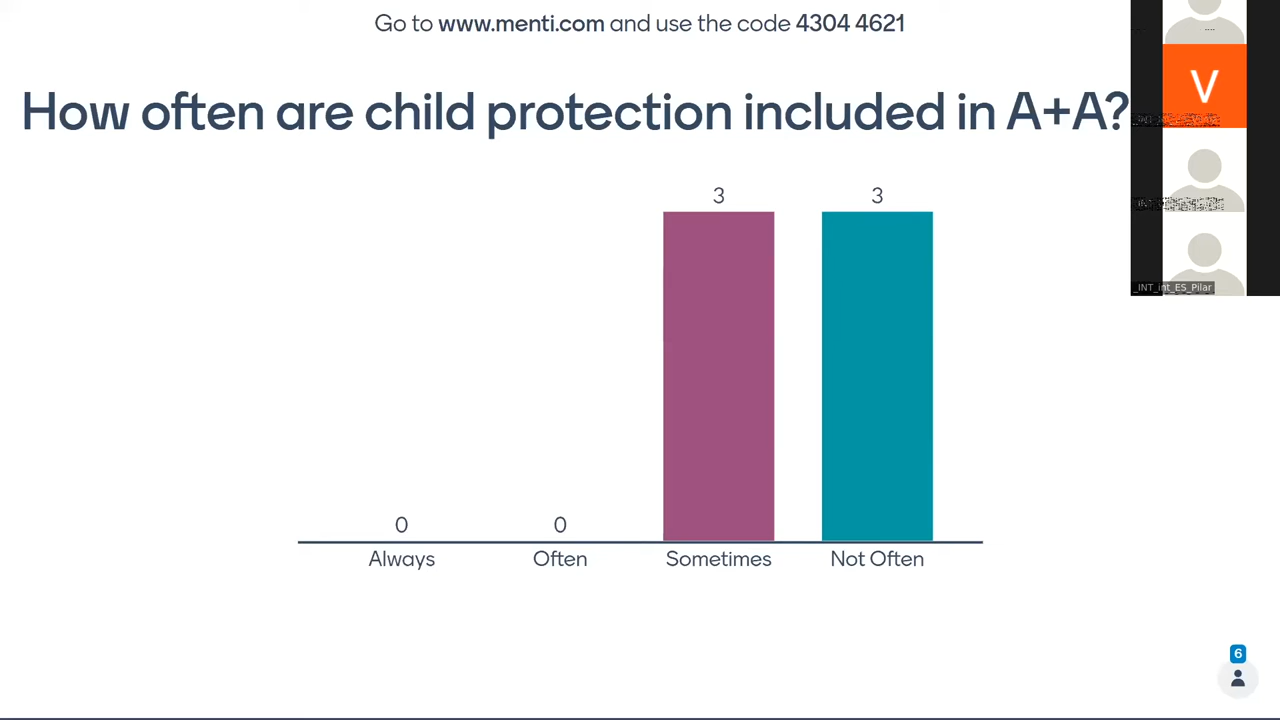 Go to www.menti.com and use the code 4304 4621
How often are child protection included in A+A?
V
3 3
0 0
Always Often Sometimes Not Often
_INT_int_ES_Pilar
6